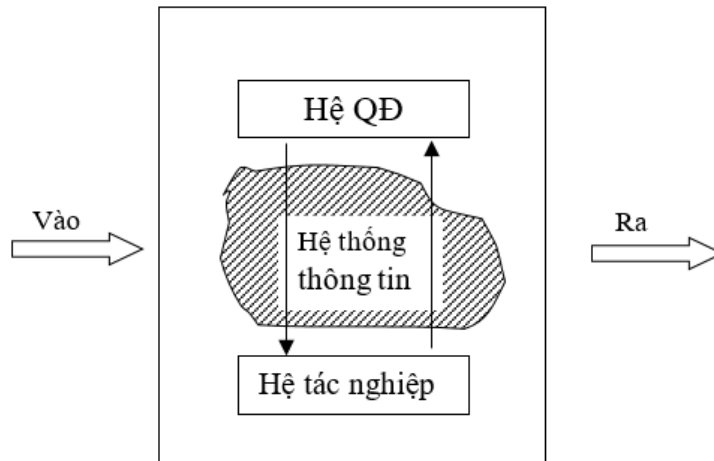 Hệ QĐ
Vào
Hệ thống
thông tin
Ra
Hệ tác nghiệp